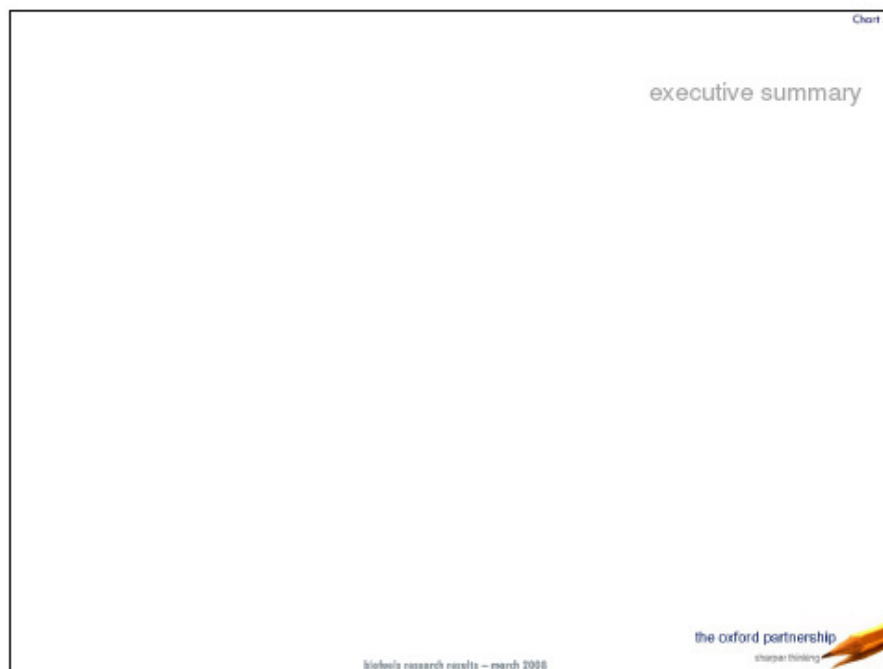 Chart
executive summary
the oxford partnership
sharper thinking
biofuels research results – march 2008